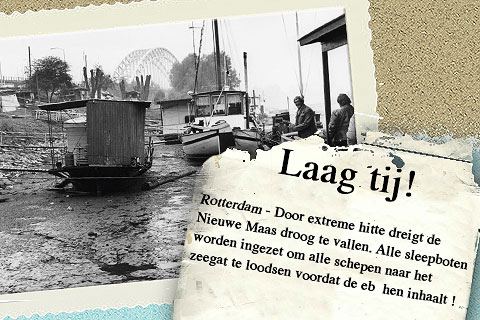 Laag tij!
Rotterdam - Door extreme hitte dreigt de
Nieuwe Maas droog te vallen. Alle sleepboten
worden ingezet om alle schepen naar het
zeegat te loodsen voordat de eb hen inhaalt !